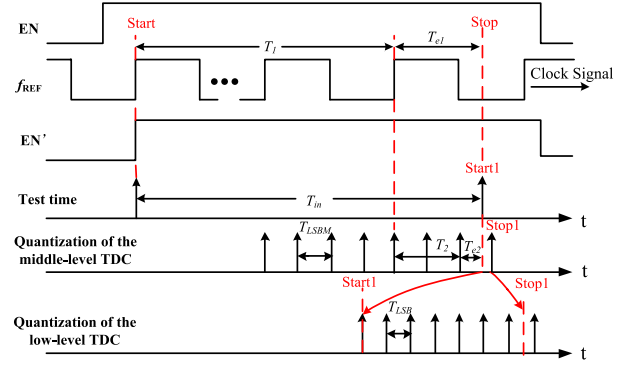 EN
Start
T1
Te1
Stop
fREF
•••
Clock Signal
EN'
Start1
Test time
Tin
t
Quantization of the
middle-level TDC
TLSBM
T2
Te2
Stop1
t
Start1
Stop1
Quantization of the
low-level TDC
TLSB
t